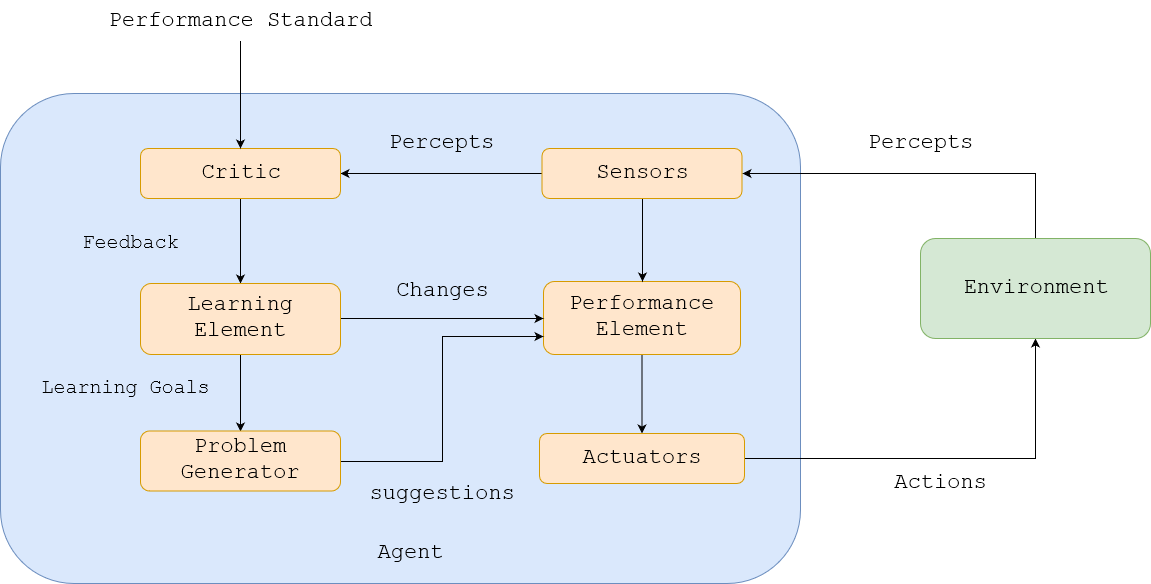 Performance Standard
Percepts
Percepts
Critic
Sensors
Feedback
Environment
Changes
Learning
Element
Performance
Element
Learning Goals
Problem
Generator
Actuators
suggestions
Actions
Agent